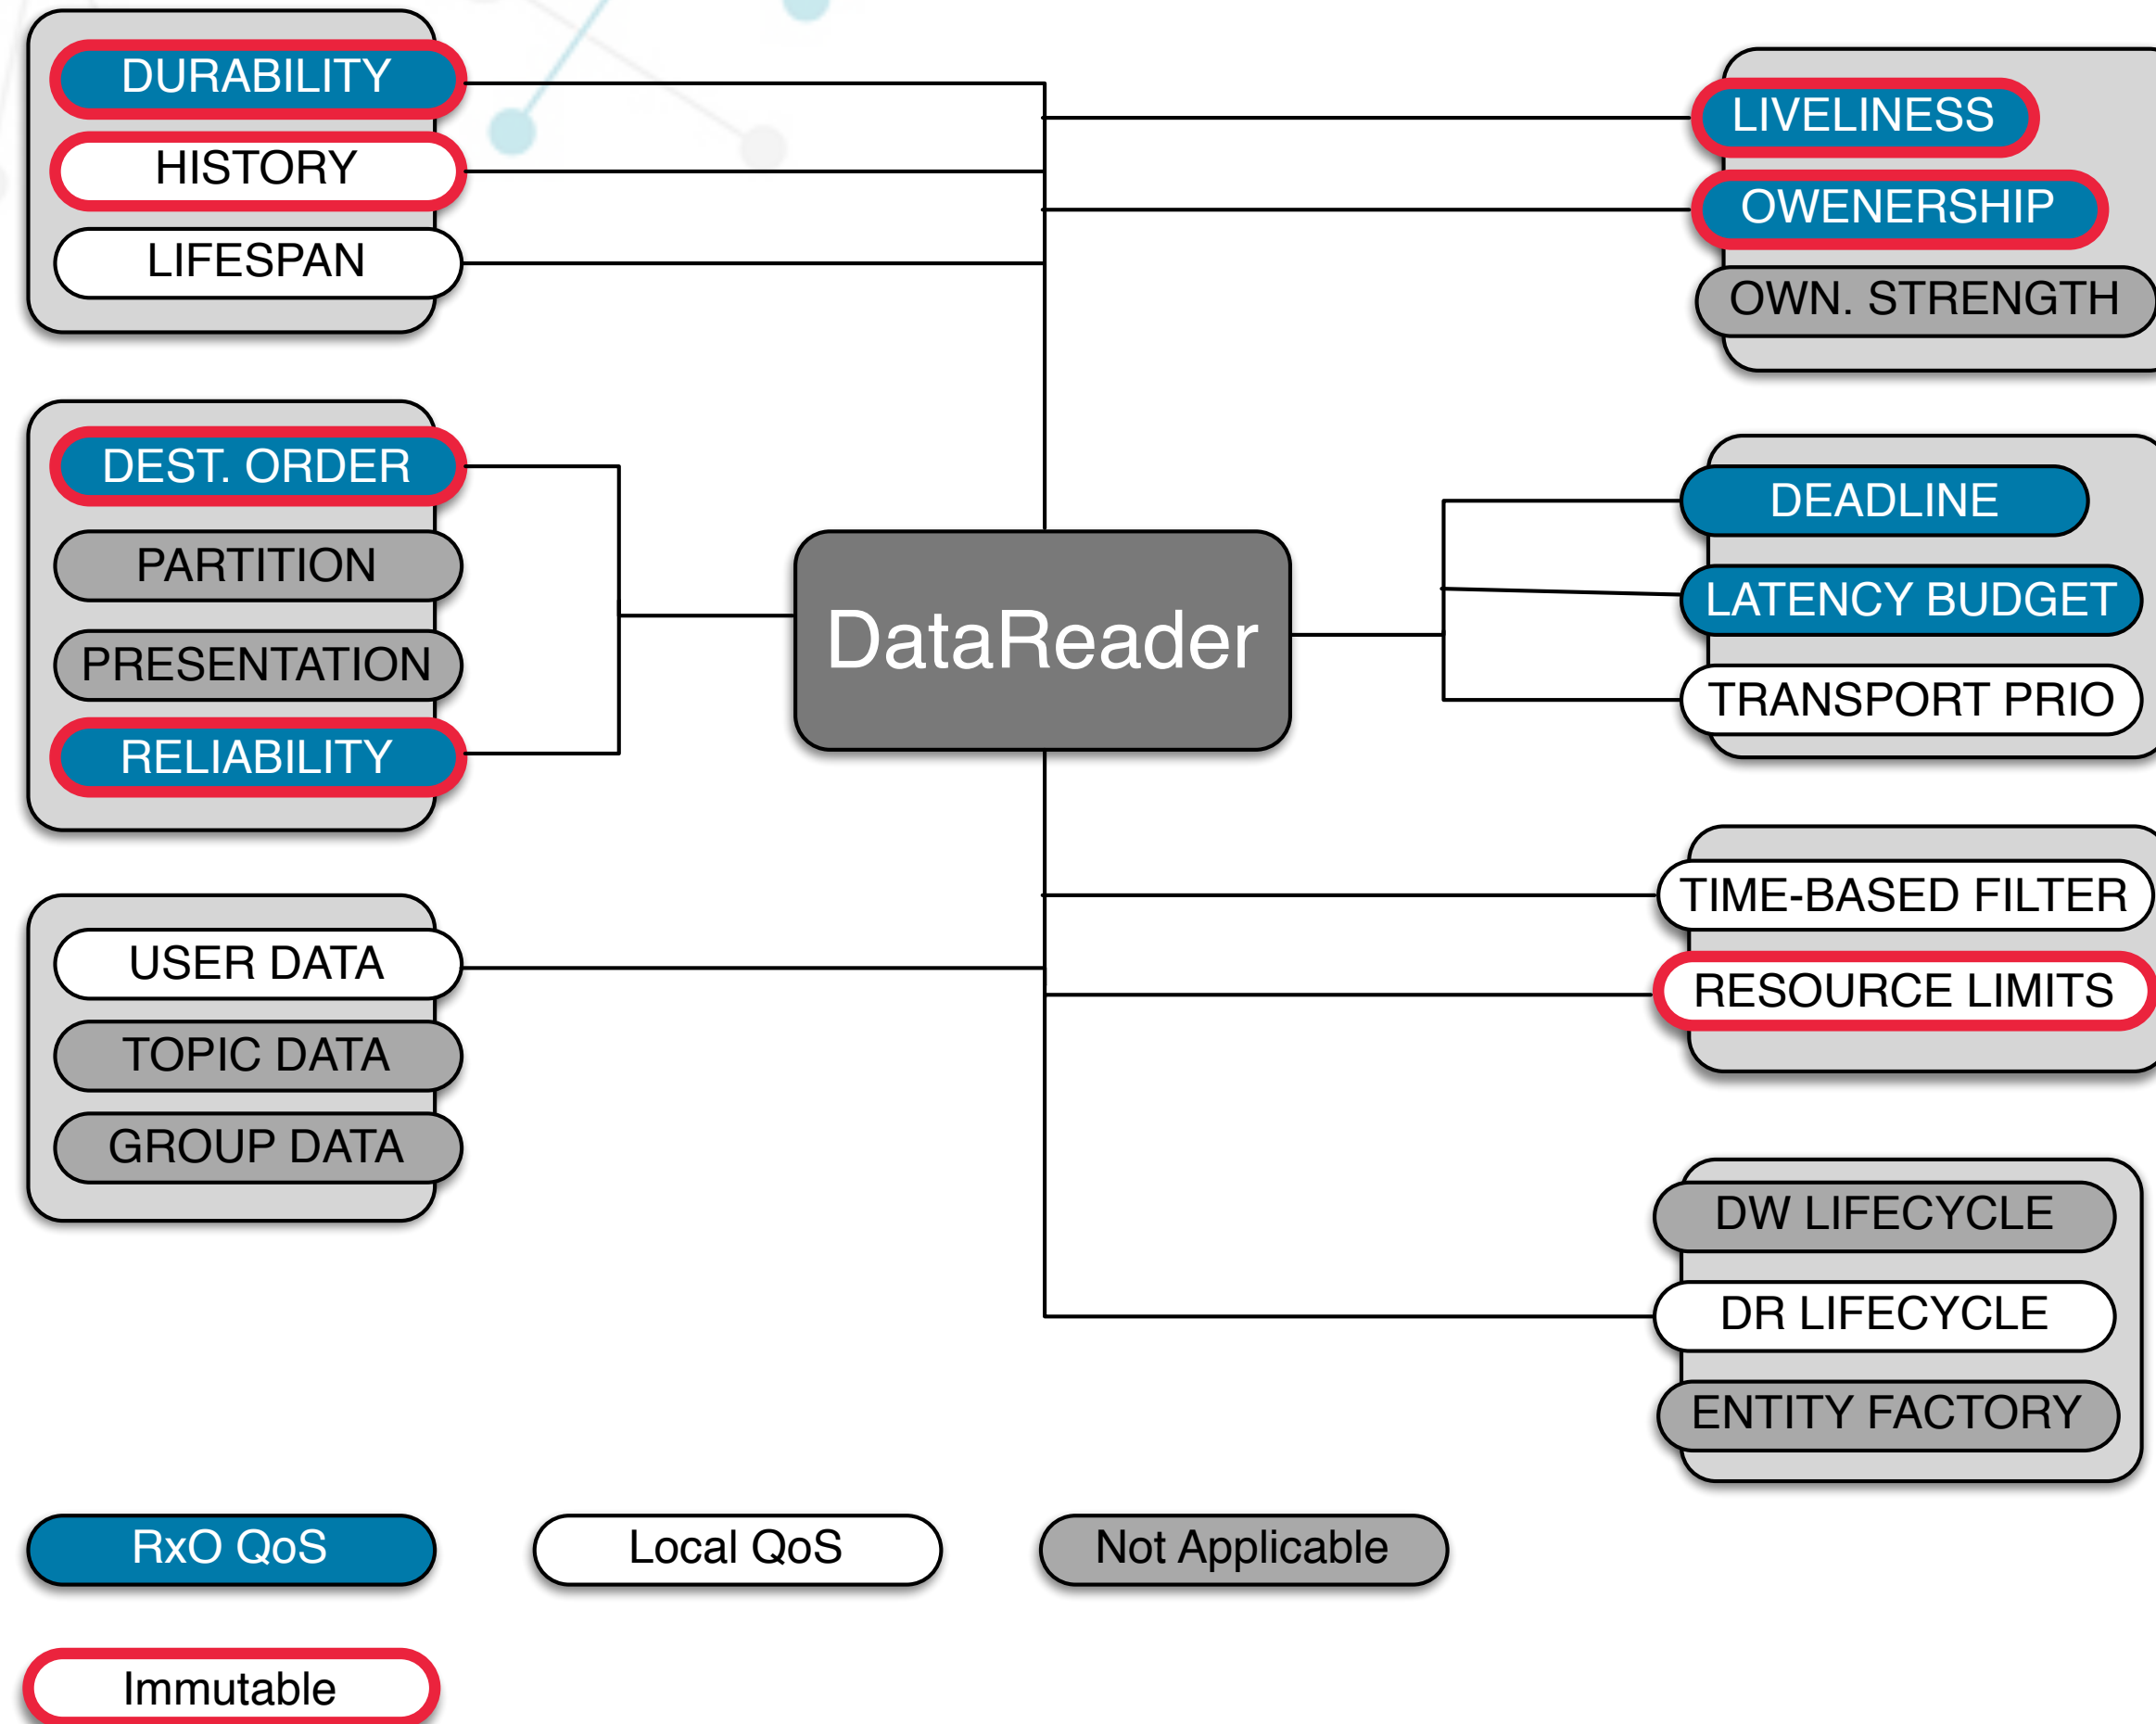 DURABILITY
HISTORY
LIFESPAN
DEST. ORDER
PARTITION
PRESENTATION
RELIABILITY
USER DATA
TOPIC DATA
GROUP DATA
DataReader
LIVELINESS
OWENERSHIP
OWN. STRENGTH
DEADLINE
LATENCY BUDGET
TRANSPORT PRIO
TIME-BASED FILTER
RESOURCE LIMITS
DW LIFECYCLE
DR LIFECYCLE
ENTITY FACTORY
RxO QoS
Local QoS
Not Applicable
Immutable